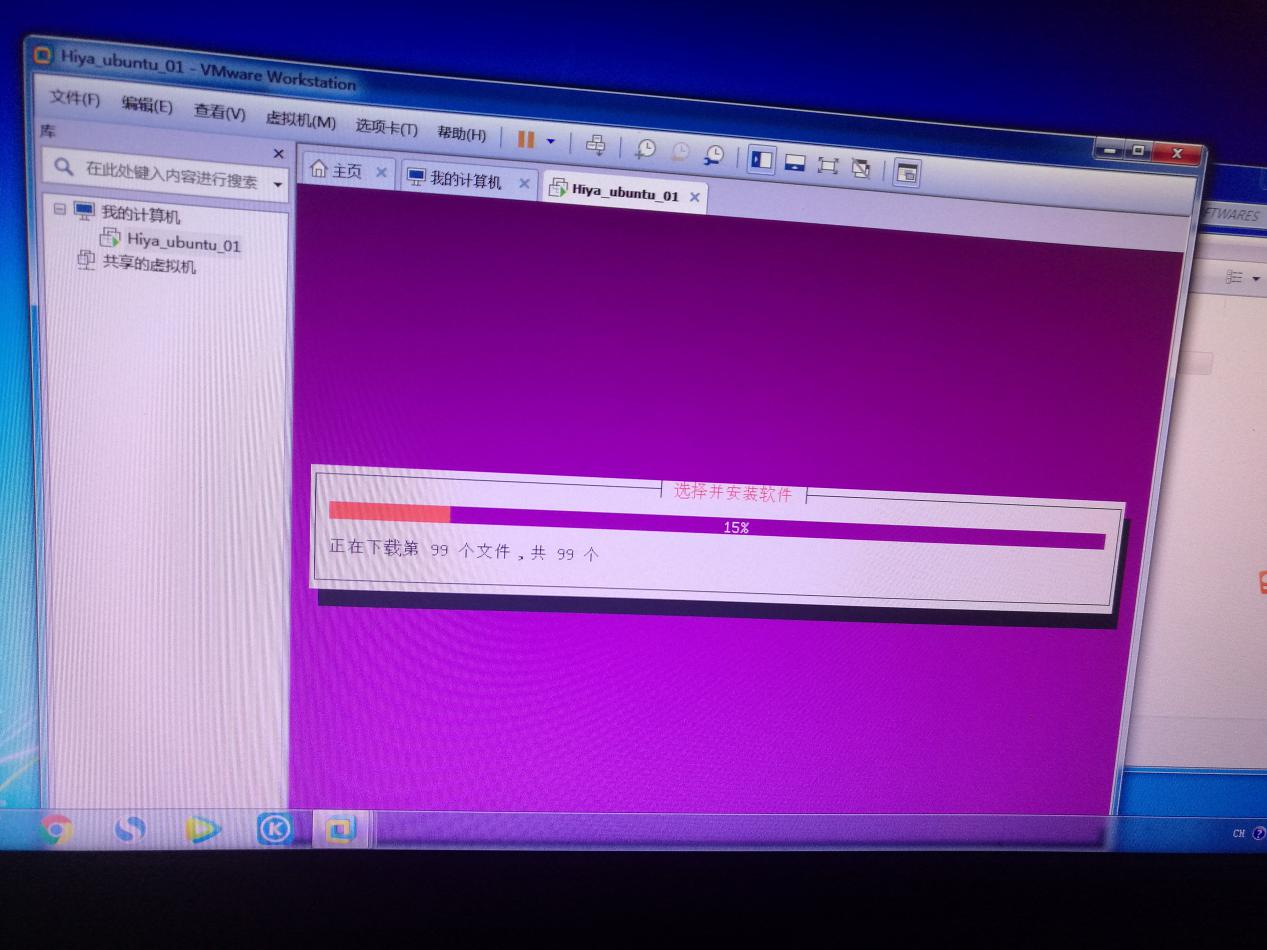 Hiya_ubuntu_01 - VMware Workstation
文件(F) 编辑(E) 查看(V) 虚拟机(M) 选项卡(T) 帮助(H)
库
在此处键入内容进行搜索
我的计算机
Hiya_ubuntu_01
共享的虚拟机
主页 我的计算机 Hiya_ubuntu_01
选择并安装软件
15%
正在下载第 99 个文件，共 99 个
FTWARES
CH